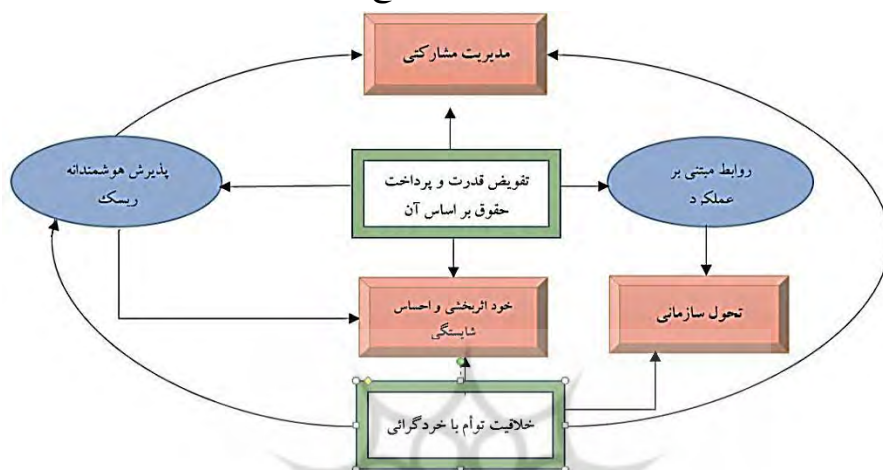 مدیریت مشارکتی
روابط مبتنی بر
عملکرد
تفویض قدرت و پرداخت
حقوق بر اساس آن
پذیرش هوشمندانه
ریسک
تحول سازمانی
خود اثربخشی و احساس
شایستگی
خلاقیت توأم با خردگرائی